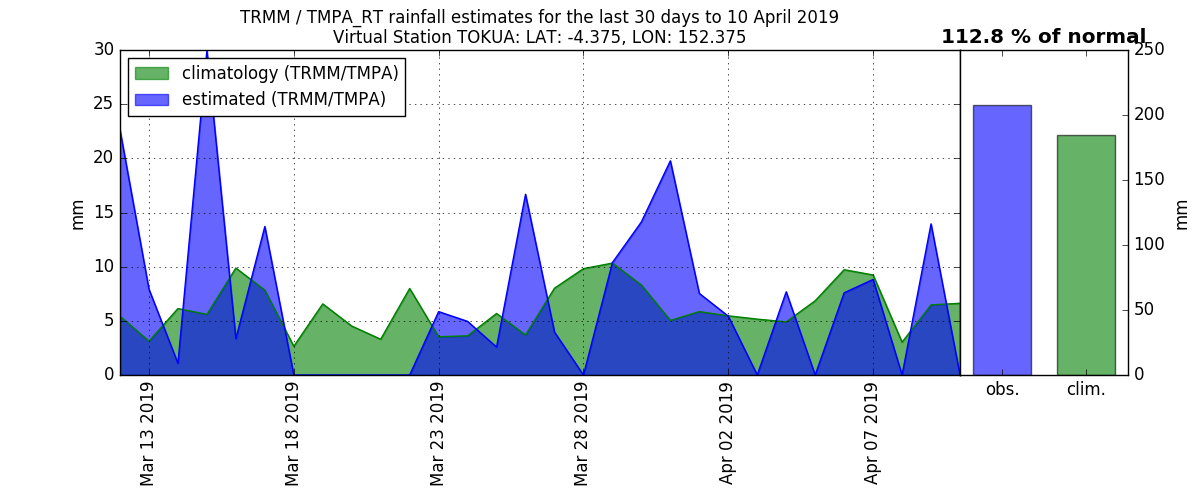 TRMM / TMPA_RT rainfall estimates for the last 30 days to 10 April 2019
Virtual Station TOKUA: LAT: -4.375, LON: 152.375
112.8 % of normal
climatology (TRMM/TMPA)
estimated (TRMM/TMPA)
30
25
20
15
10
5
0
mm
250
200
150
100
50
0
mm
Mar 13 2019
Mar 18 2019
Mar 23 2019
Mar 28 2019
Apr 02 2019
Apr 07 2019
obs.
clim.